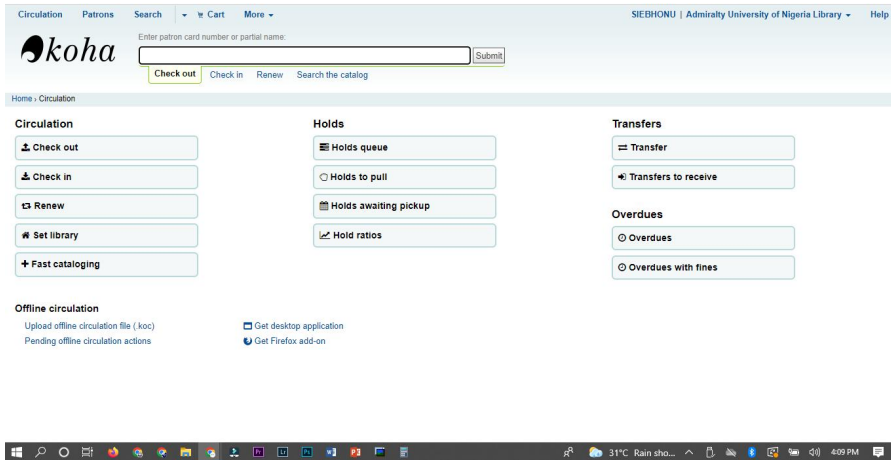 Circulation Patrons Search Cart More SIEBHONU | Admiralty University of Nigeria Library Help
koha
Enter patron card number or partial name:
Submit
Check out Check in Renew Search the catalog
Home › Circulation
Circulation
Check out
Check in
Renew
Set library
Fast cataloging
Holds
Holds queue
Holds to pull
Holds awaiting pickup
Hold ratios
Transfers
Transfer
Transfers to receive
Overdues
Overdues
Overdues with fines
Offline circulation
Upload offline circulation file (.koc)
Pending offline circulation actions
Get desktop application
Get Firefox add-on
31°C Rain sho... 4:09 PM